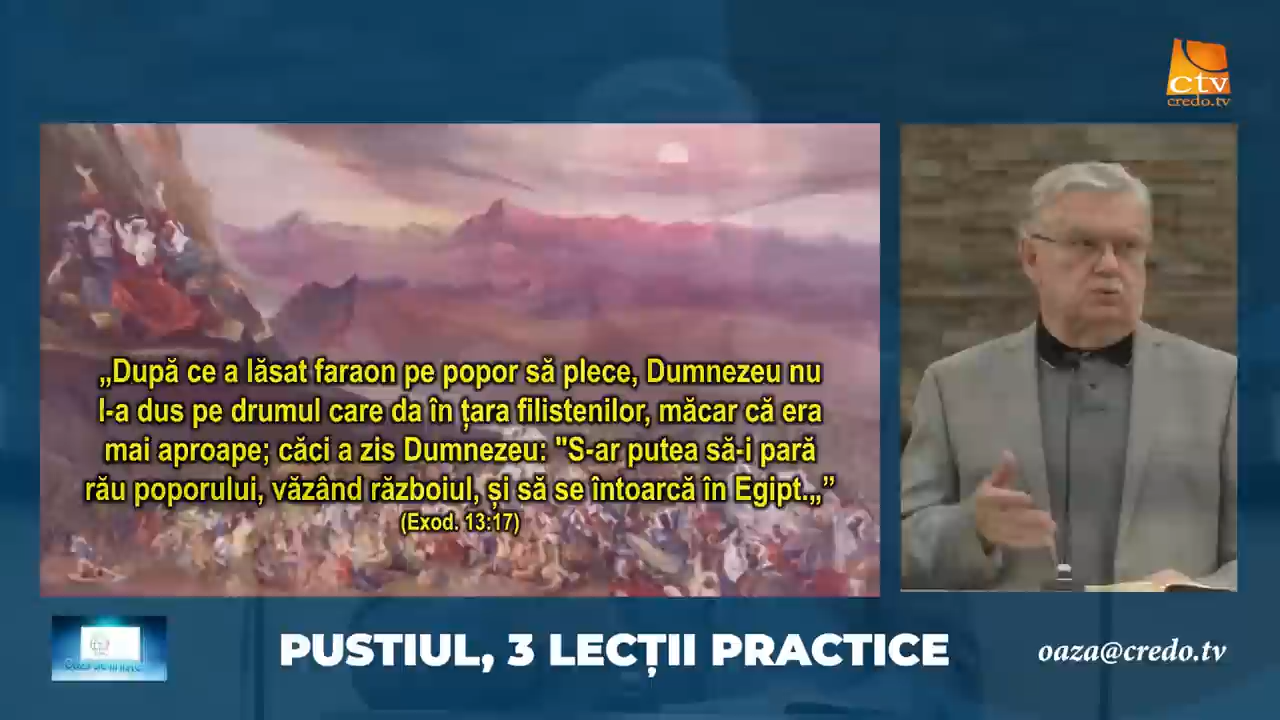 ctv
credo.tv
„După ce a lăsat faraon pe popor să plece, Dumnezeu nu
l-a dus pe drumul care da în țara filistenilor, măcar că era
mai aproape; căci a zis Dumnezeu: "S-ar putea să-i pară
rău poporului, văzând războiul, și să se întoarcă în Egipt.„”
(Exod. 13:17)
PUSTIUL, 3 LECȚII PRACTICE
oaza@credo.tv